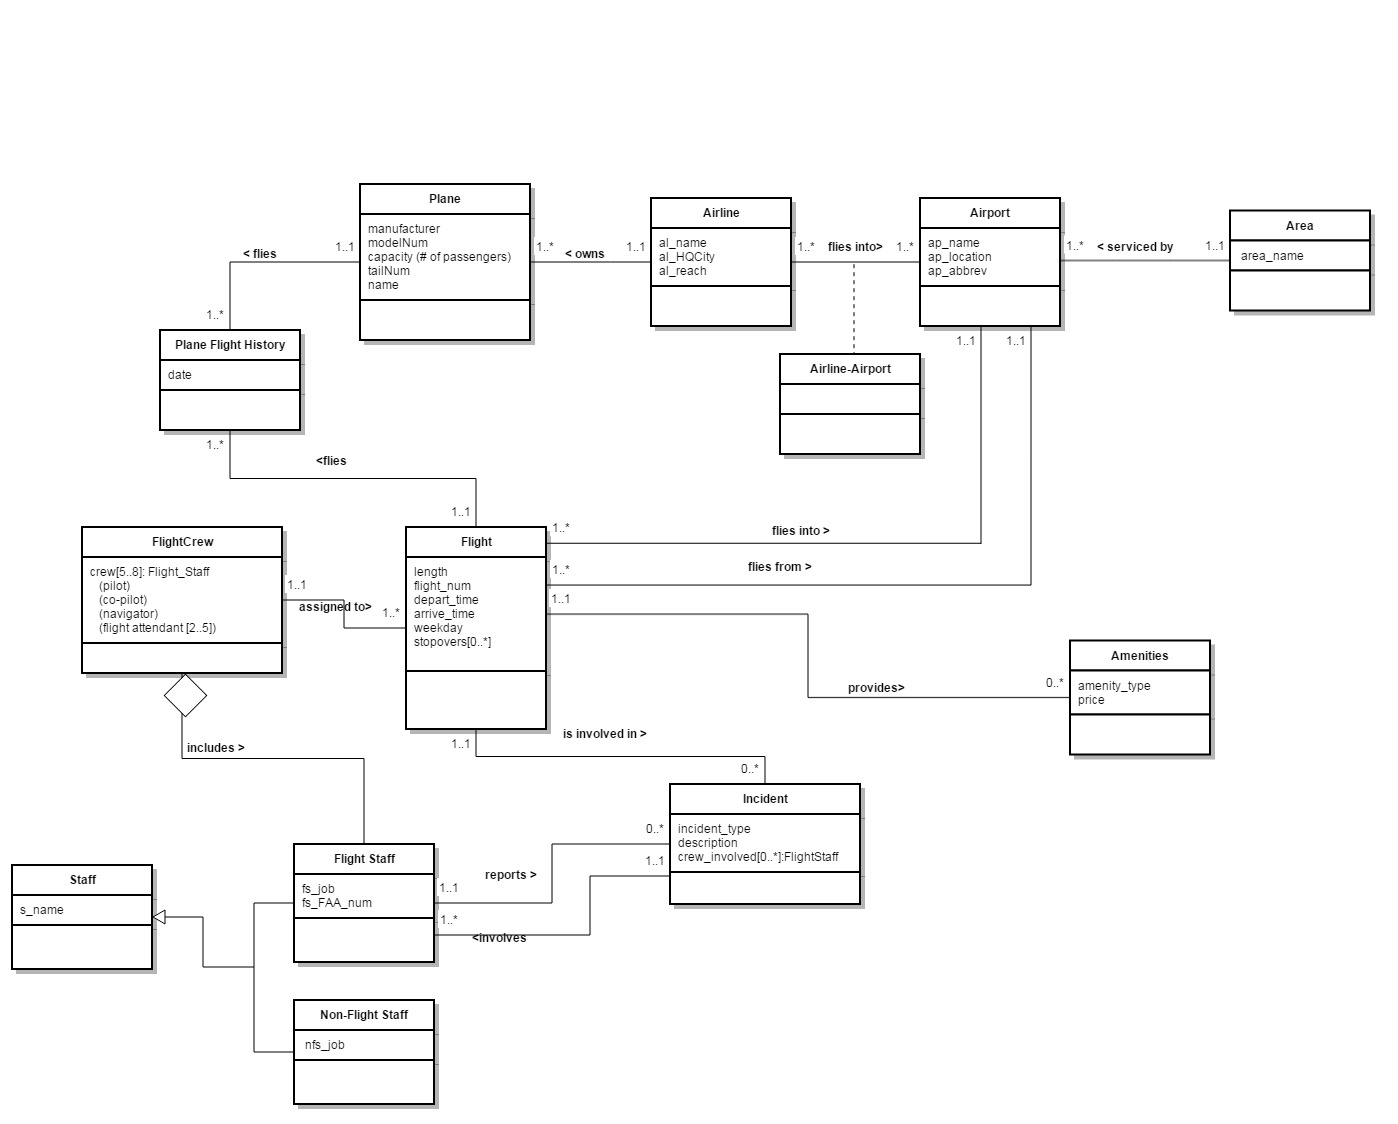 Plane
manufacturer
modelNum
capacity (# of passengers)
tailNum
name
Airline
al_name
al_HQCity
al_reach
Airport
ap_name
ap_location
ap_abbrev
Area
area_name
< flies
1..1
1..*
1..*
< owns
1..1
1..*
flies into>
1..*
1..*
< serviced by
1..1
Plane Flight History
date
Airline-Airport
1..1
1..1
1..*
<flies
1..1
FlightCrew
crew[5..8]: Flight_Staff
(pilot)
(co-pilot)
(navigator)
(flight attendant [2..5])
1..1
assigned to>
1..*
Flight
length
flight_num
depart_time
arrive_time
weekday
stopovers[0..*]
1..*
flies into >
1..*
flies from >
1..1
provides>
0..*
Amenities
amenity_type
price
includes >
1..1
is involved in >
0..*
Incident
incident_type
description
crew_involved[0..*]:FlightStaff
0..*
1..1
reports >
1..1
1..*
<involves
Flight Staff
fs_job
fs_FAA_num
Staff
s_name
Non-Flight Staff
nfs_job